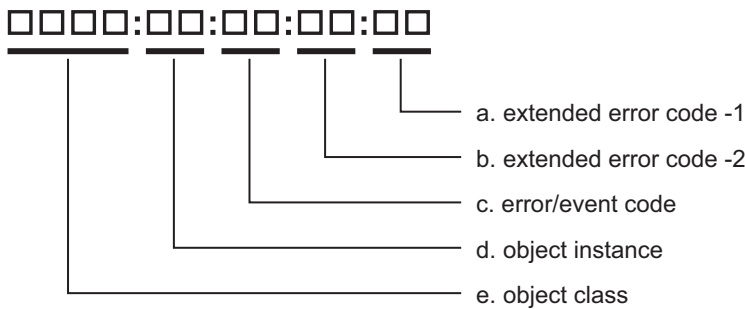 □□□□:□□:□□:□□:□□
a. extended error code -1
b. extended error code -2
c. error/event code
d. object instance
e. object class